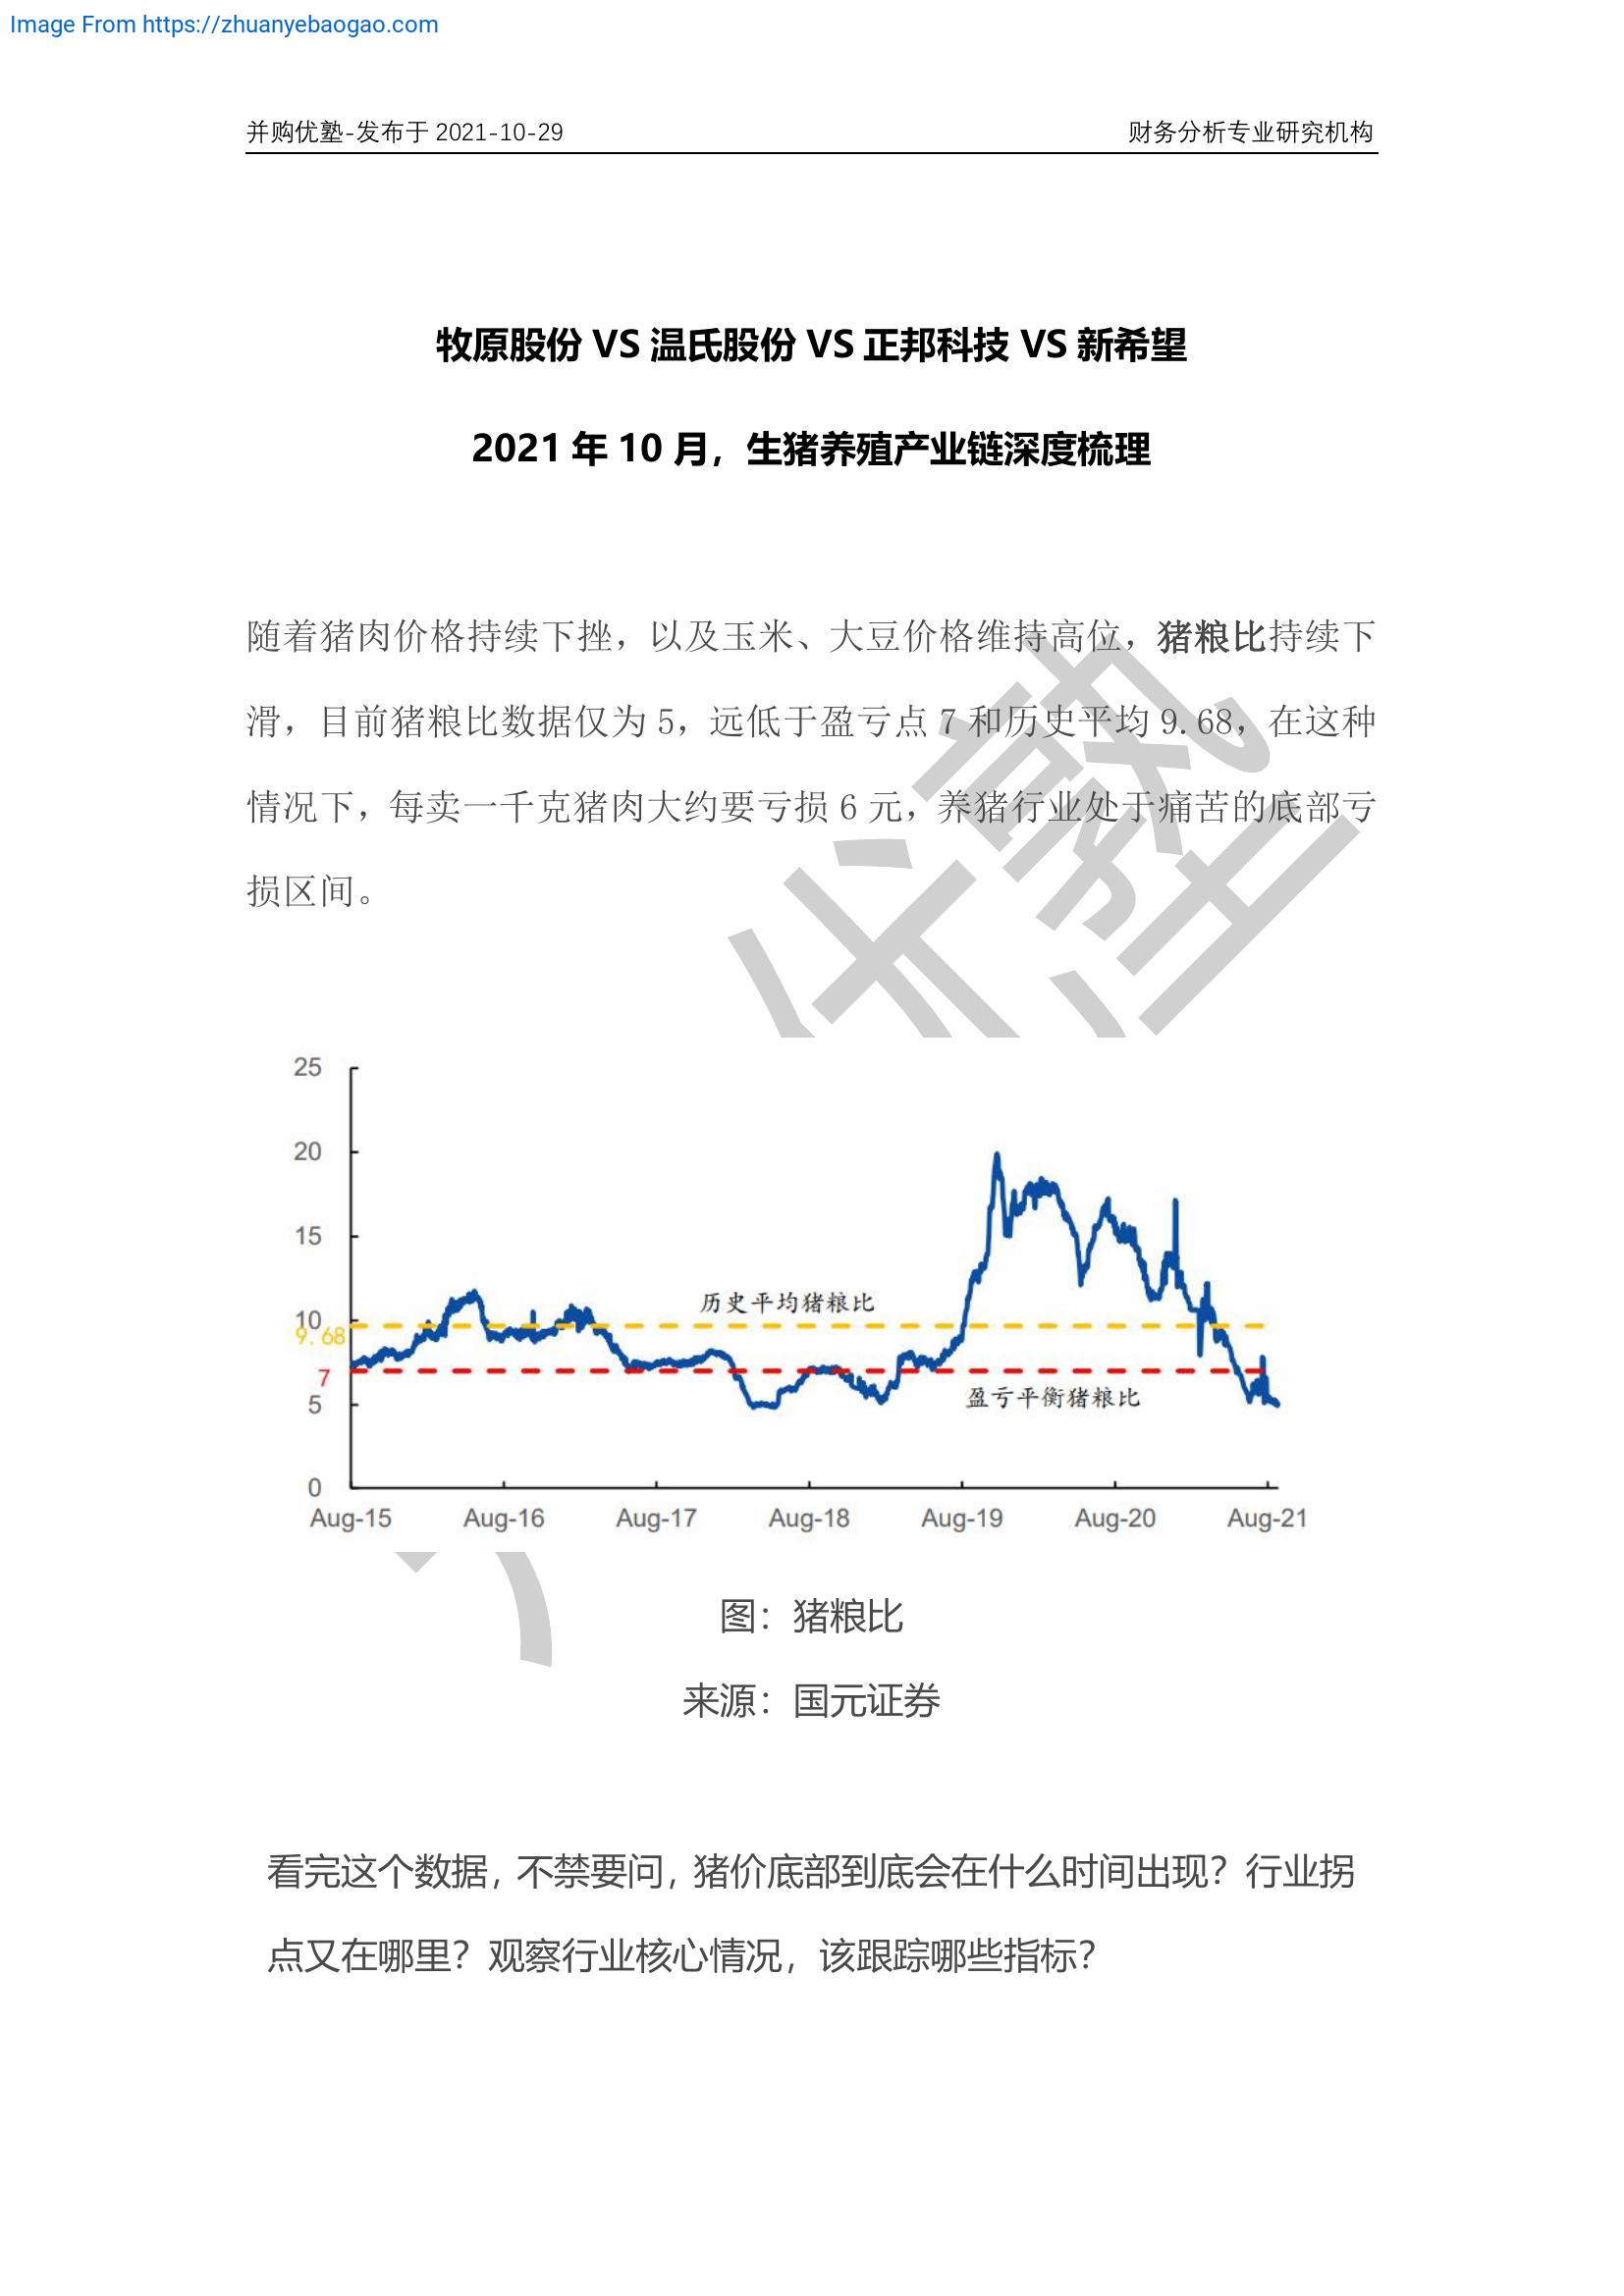 Image From https://zhuanyebaogao.com
并购优塾-发布于 2021-10-29 财务分析专业研究机构
牧原股份 VS 温氏股份 VS 正邦科技 VS 新希望
2021 年 10 月，生猪养殖产业链深度梳理
随着猪肉价格持续下挫，以及玉米、大豆价格维持高位，猪粮比持续下
滑，目前猪粮比数据仅为 5，远低于盈亏点 7 和历史平均 9.68，在这种
情况下，每卖一千克猪肉大约要亏损 6 元，养猪行业处于痛苦的底部亏
损区间。
25
20
15
历史平均猪粮比
10
9.68
7
盈亏平衡猪粮比
5
0
Aug-15 Aug-16 Aug-17 Aug-18 Aug-19 Aug-20 Aug-21
图：猪粮比
来源：国元证券
看完这个数据，不禁要问，猪价底部到底会在什么时间出现？行业拐
点又在哪里？观察行业核心情况，该跟踪哪些指标？